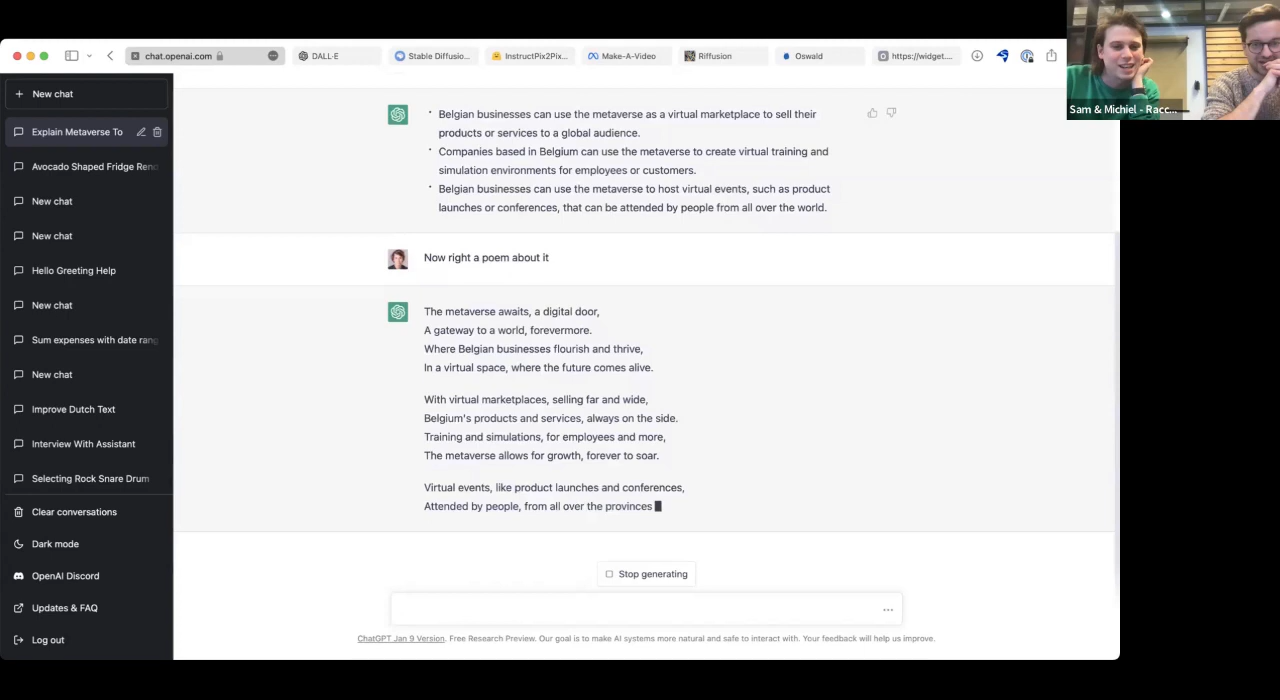 chat.openai.com
DALL·E
Stable Diffusio...
InstructPix2Pix...
Make-A-Video
Riffusion
Oswald
https://widget....
Sam & Michiel - Racc...
New chat
Explain Metaverse To
Avocado Shaped Fridge Ren
New chat
New chat
Hello Greeting Help
New chat
Sum expenses with date rang
New chat
Improve Dutch Text
Interview With Assistant
Selecting Rock Snare Drum
Clear conversations
Dark mode
OpenAI Discord
Updates & FAQ
Log out
• Belgian businesses can use the metaverse as a virtual marketplace to sell their
products or services to a global audience.
• Companies based in Belgium can use the metaverse to create virtual training and
simulation environments for employees or customers.
• Belgian businesses can use the metaverse to host virtual events, such as product
launches or conferences, that can be attended by people from all over the world.
Now right a poem about it
The metaverse awaits, a digital door,
A gateway to a world, forevermore.
Where Belgian businesses flourish and thrive,
In a virtual space, where the future comes alive.
With virtual marketplaces, selling far and wide,
Belgium's products and services, always on the side.
Training and simulations, for employees and more,
The metaverse allows for growth, forever to soar.
Virtual events, like product launches and conferences,
Attended by people, from all over the provinces
Stop generating
ChatGPT Jan 9 Version. Free Research Preview. Our goal is to make AI systems more natural and safe to interact with. Your feedback will help us improve.